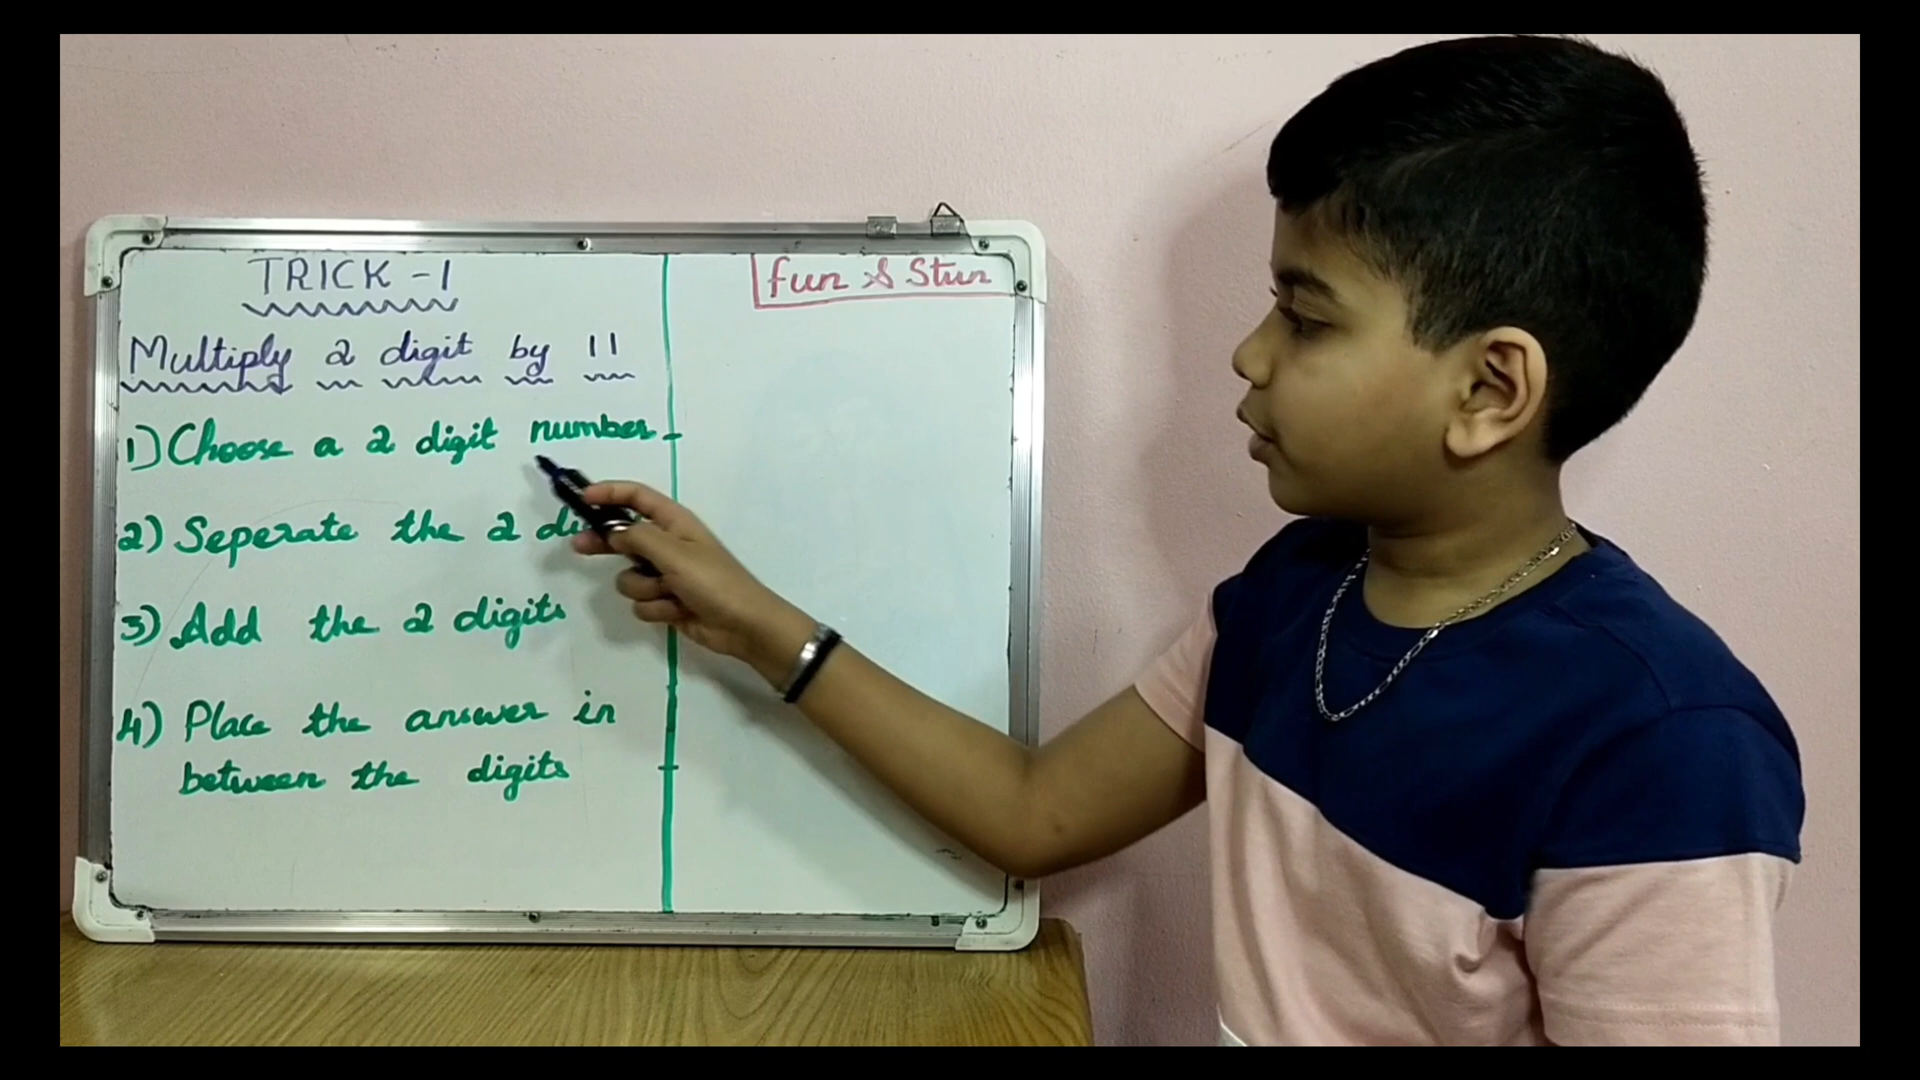 TRICK - 1
Multiply 2 digit by 11
1) Choose a 2 digit number
2) Seperate the 2
3) Add the 2 digits
4) Place the answer in
between the digits
Fun & Stun